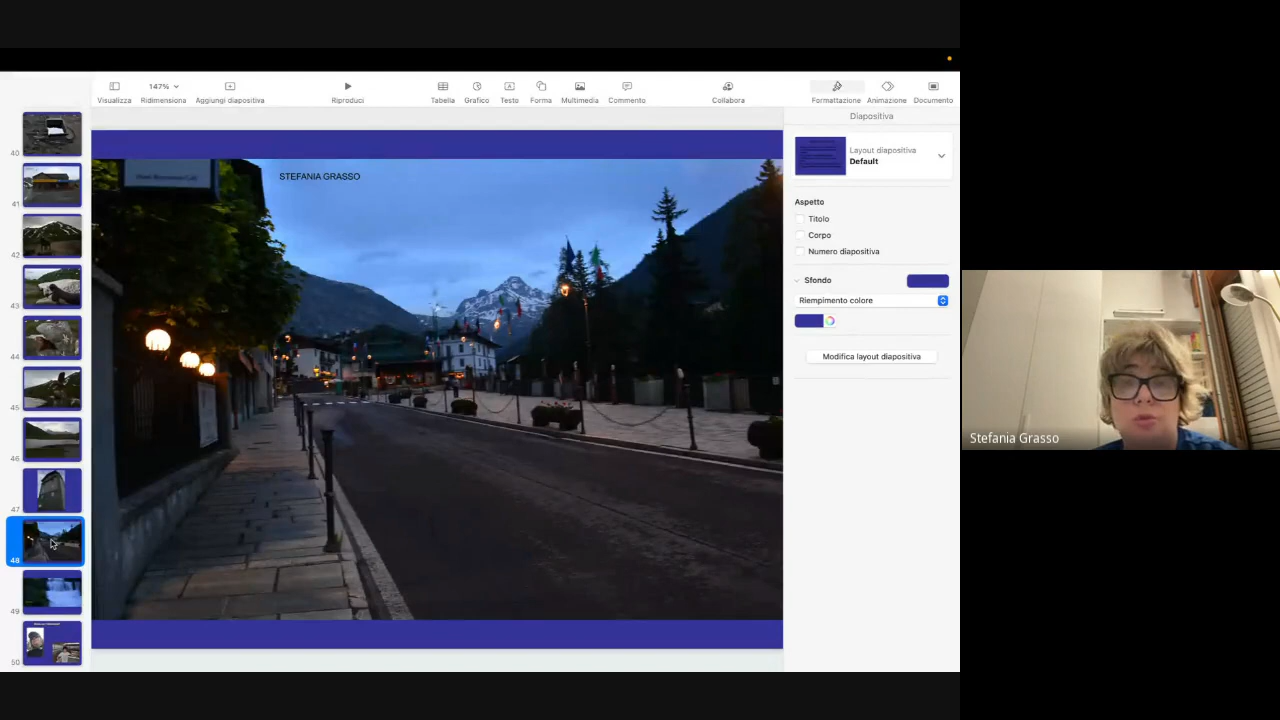 147%
Visualizza
Ridimensiona
Aggiungi diapositiva
Riproduci
Tabella
Grafico
Testo
Forma
Multimedia
Commento
Collabora
Formattazione
Animazione
Documento
Diapositiva
Layout diapositiva
Default
Aspetto
Titolo
Corpo
Numero diapositiva
Sfondo
Riempimento colore
Modifica layout diapositiva
40
41
42
43
44
45
46
47
48
49
50
STEFANIA GRASSO
Stefania Grasso